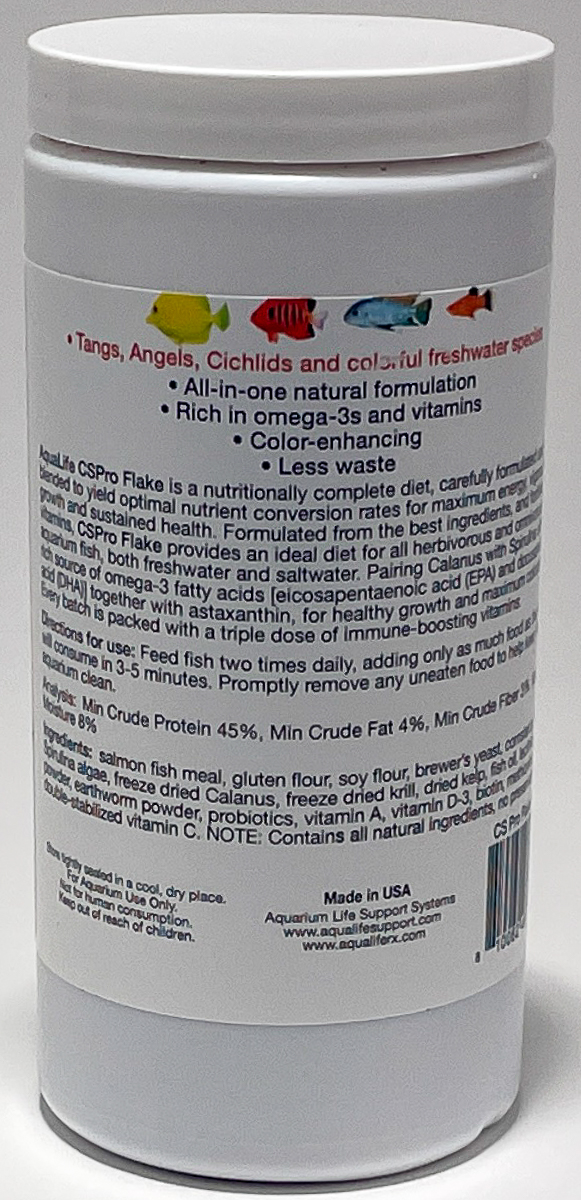 • Tangs, Angels, Cichlids and colorful freshwater species
• All-in-one natural formulation
• Rich in omega-3s and vitamins
• Color-enhancing
• Less waste
AquaLife CSPro Flake is a nutritionally complete diet, carefully formulated
blended to yield optimal nutrient conversion rates for maximum energy,
growth and sustained health. Formulated from the best ingredients, and
vitamins, CSPro Flake provides an ideal diet for all herbivorous and
aquarium fish, both freshwater and saltwater. Pairing Calanus with Spirulina
rich source of omega-3 fatty acids [eicosapentaenoic acid (EPA) and
acid (DHA)] together with astaxanthin, for healthy growth and maximum
Every batch is packed with a triple dose of immune-boosting vitamins.
Directions for use: Feed fish two times daily, adding only as much food as
will consume in 3-5 minutes. Promptly remove any uneaten food to help
aquarium clean.
Analysis: Min Crude Protein 45%, Min Crude Fat 4%, Min Crude Fiber 3%
Moisture 8%
Ingredients: salmon fish meal, gluten flour, soy flour, brewer's yeast,
Spirulina algae, freeze dried Calanus, freeze dried krill, dried kelp, fish oil,
powder, earthworm powder, probiotics, vitamin A, vitamin D-3, biotin,
double-stabilized vitamin C. NOTE: Contains all natural ingredients, no
Store tightly sealed in a cool, dry place.
For Aquarium Use Only.
Not for human consumption.
Keep out of reach of children.
Made in USA
Aquarium Life Support Systems
www.aqualifesupport.com
www.aqualiferx.com
CS Pro
8